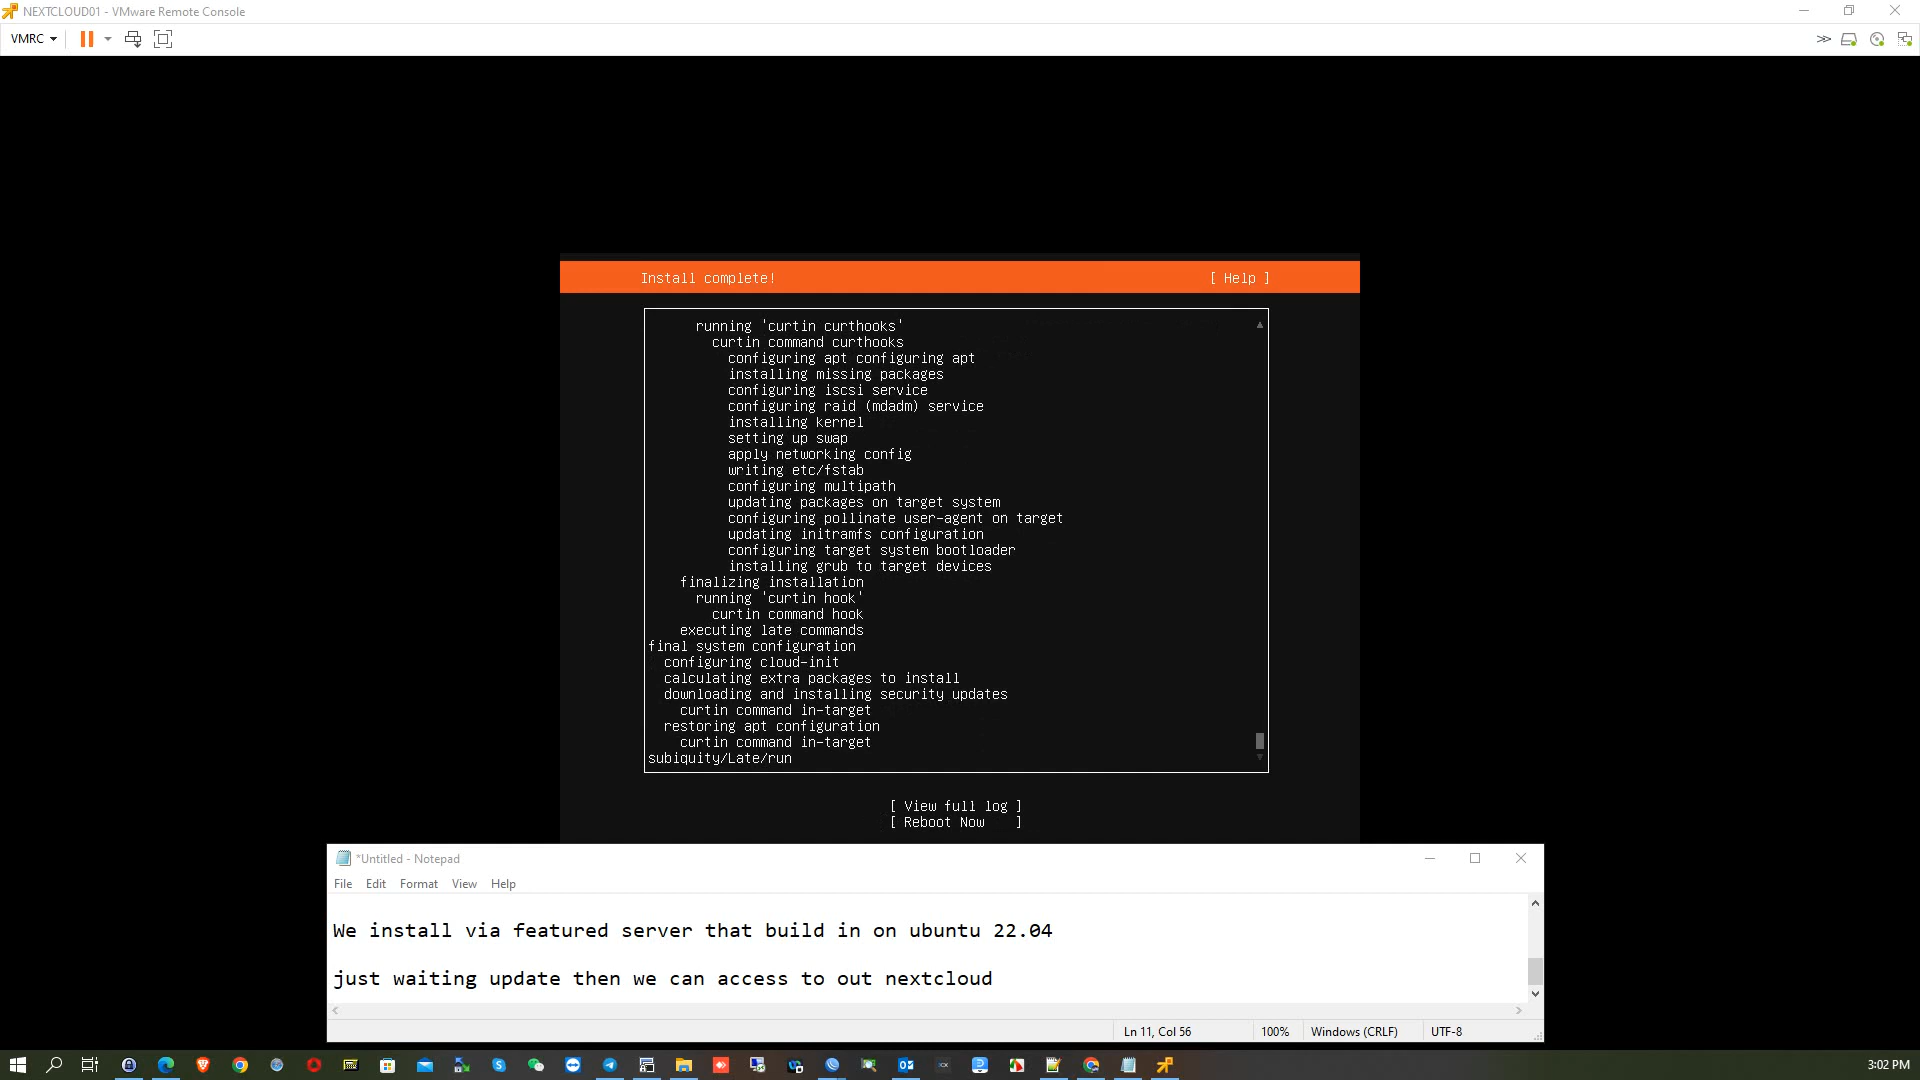 NEXTCLOUD01 - VMware Remote Console
VMRC
Install complete! [ Help ]
running 'curtin curthooks'
curtin command curthooks
configuring apt configuring apt
installing missing packages
configuring iscsi service
configuring raid (mdadm) service
installing kernel
setting up swap
apply networking config
writing etc/fstab
configuring multipath
updating packages on target system
configuring pollinate user-agent on target
updating initramfs configuration
configuring target system bootloader
installing grub to target devices
finalizing installation
running 'curtin hook'
curtin command hook
executing late commands
final system configuration
configuring cloud-init
calculating extra packages to install
downloading and installing security updates
curtin command in-target
restoring apt configuration
curtin command in-target
subiquity/Late/run
[ View full log ]
[ Reboot Now ]
*Untitled - Notepad
File Edit Format View Help
We install via featured server that build in on ubuntu 22.04
just waiting update then we can access to out nextcloud
Ln 11, Col 56 100% Windows (CRLF) UTF-8
3:02 PM